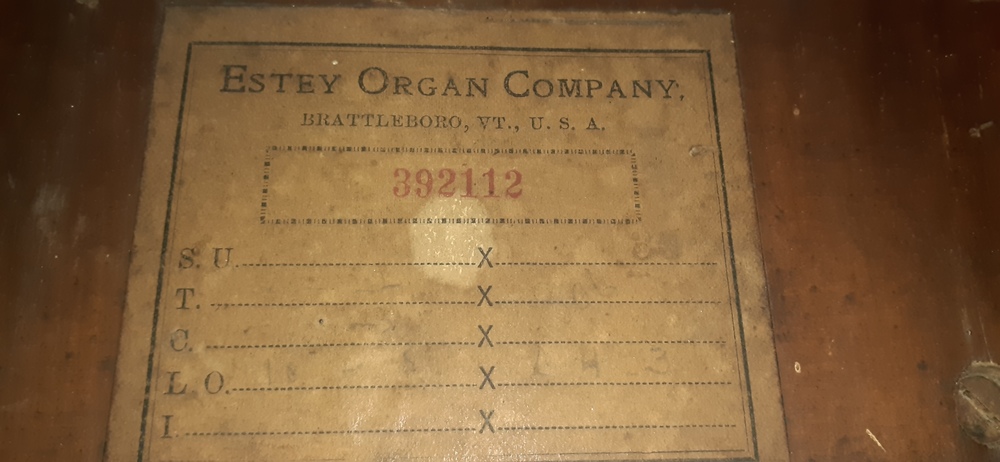 ESTEY ORGAN COMPANY,
BRATTLEBORO, VT., U. S. A.
392112
S. U. X
T. X
C. X
L. O. X
I. X